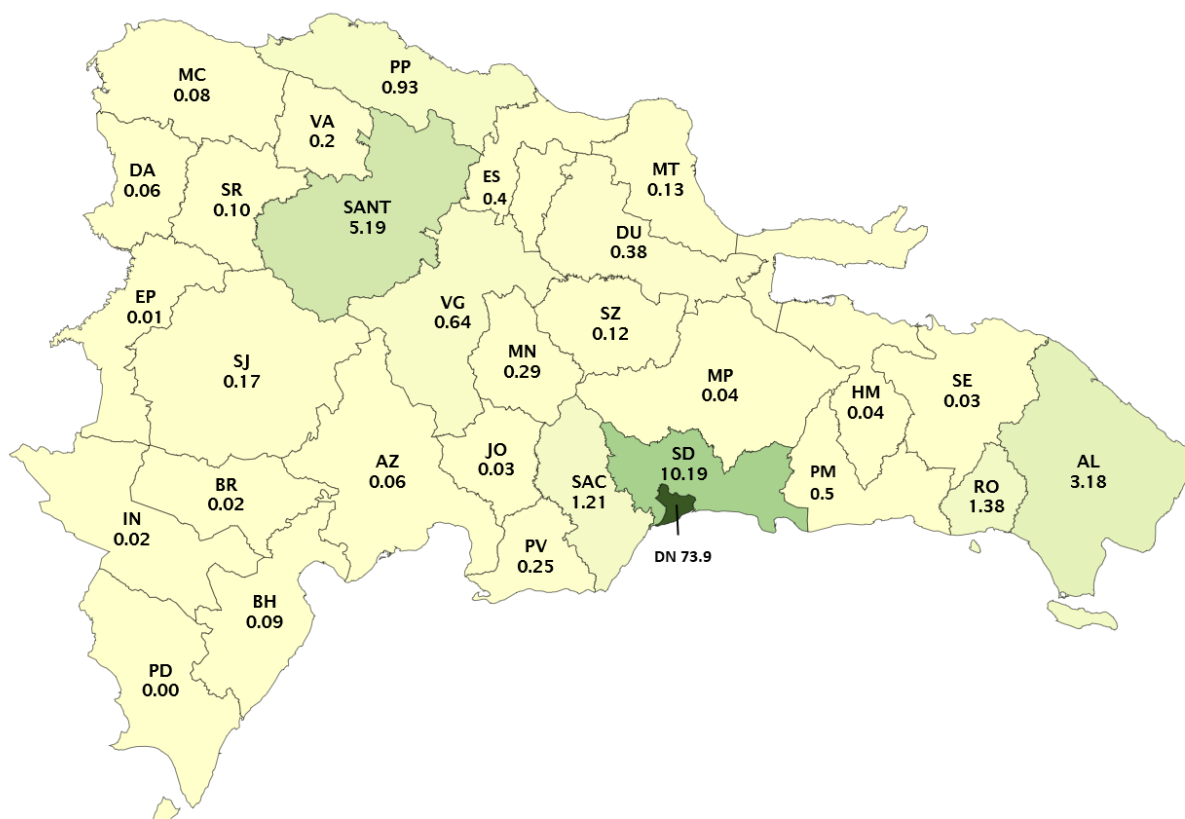 PP
0.93
MC
0.08
VA
0.2
DA
0.06
SR
0.10
SANT
5.19
ES
0.4
MT
0.13
DU
0.38
EP
0.01
VG
0.64
SZ
0.12
SJ
0.17
MN
0.29
MP
0.04
HM
0.04
SE
0.03
AZ
0.06
JO
0.03
SD
10.19
PM
0.5
RO
1.38
AL
3.18
BR
0.02
SAC
1.21
IN
0.02
PV
0.25
DN 73.9
BH
0.09
PD
0.00